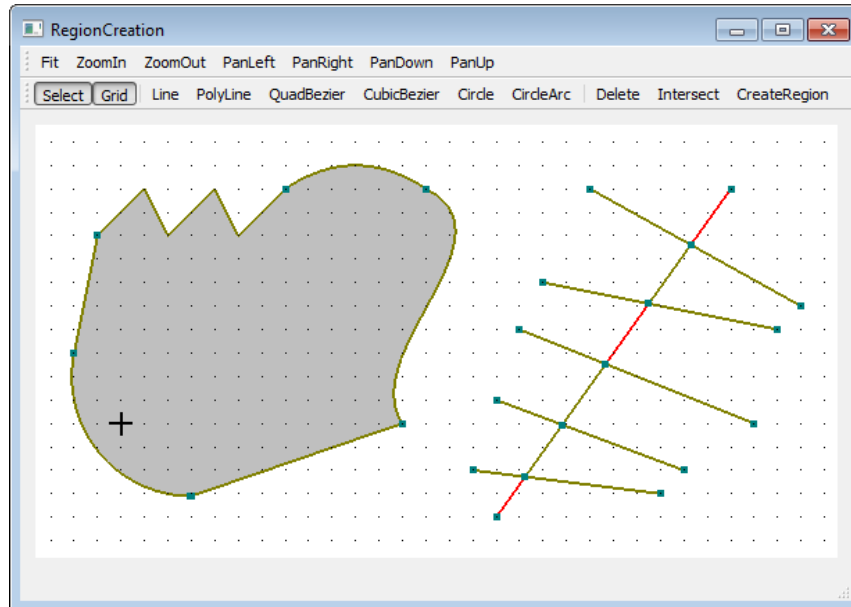 RegionCreation
Fit ZoomIn ZoomOut PanLeft PanRight PanDown PanUp
Select Grid Line PolyLine QuadBezier CubicBezier Circle CircleArc Delete Intersect CreateRegion